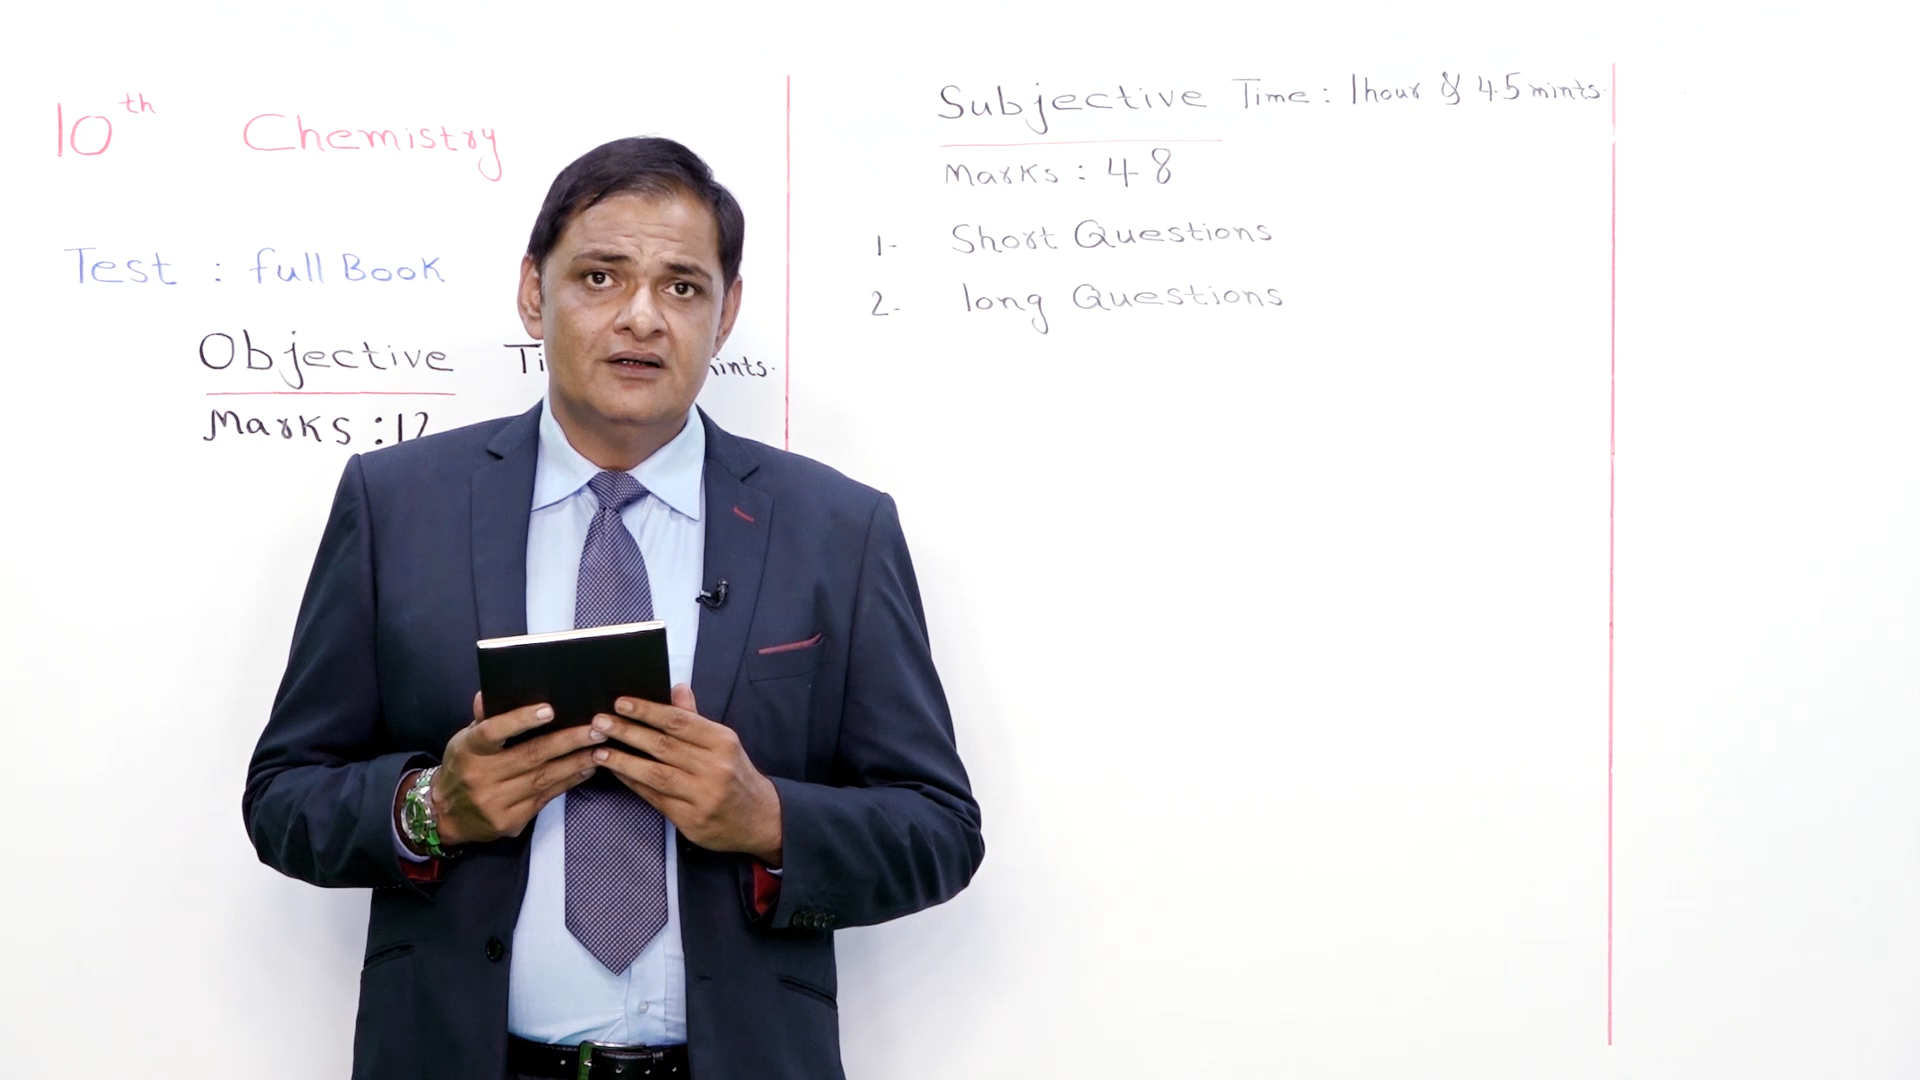 10th Chemistry
Test : full Book
Objective
Marks : 12
Subjective Time : 1hour & 45 mints.
Marks : 48
1- Short Questions
2- long Questions